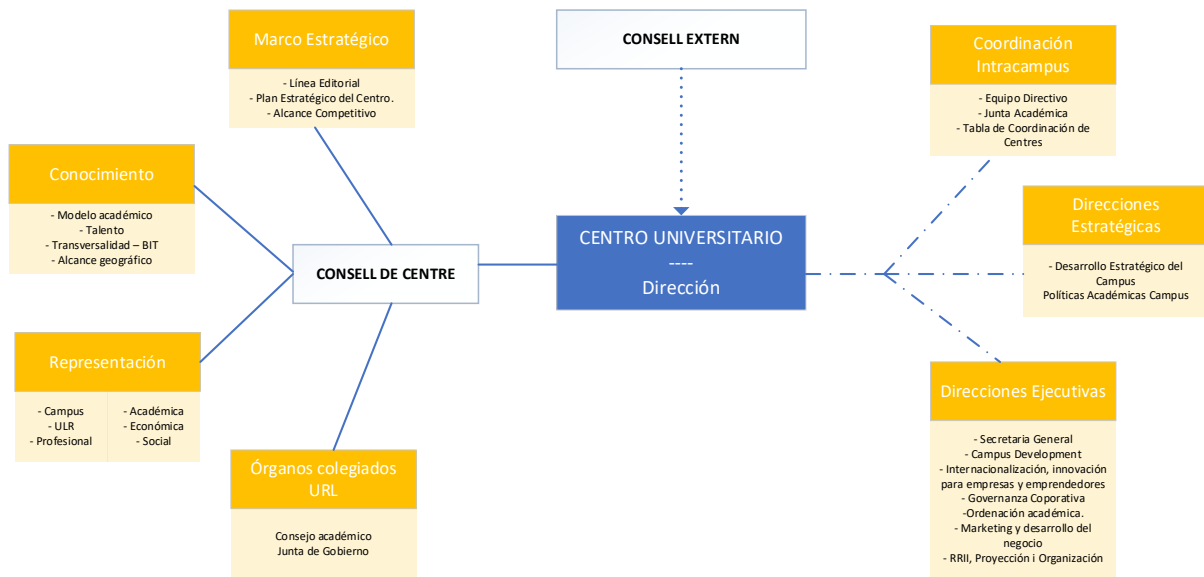 Marco Estratégico
- Línea Editorial
- Plan Estratégico del Centro.
- Alcance Competitivo
CONSELL EXTERN
Coordinación
Intracampus
- Equipo Directivo
- Junta Académica
- Tabla de Coordinación de
Centres
Conocimiento
- Modelo académico
- Talento
- Transversalidad – BIT
- Alcance geográfico
CONSELL DE CENTRE
CENTRO UNIVERSITARIO
----
Dirección
Direcciones
Estratégicas
- Desarrollo Estratégico del
Campus
Políticas Académicas Campus
Representación
- Campus
- ULR
- Profesional
- Académica
- Económica
- Social
Órganos colegiados
URL
Consejo académico
Junta de Gobierno
Direcciones Ejecutivas
- Secretaria General
- Campus Development
- Internacionalización, innovación
para empresas y emprendedores
- Governanza Coporativa
-Ordenación académica.
- Marketing y desarrollo del
negocio
- RRII, Proyección i Organización